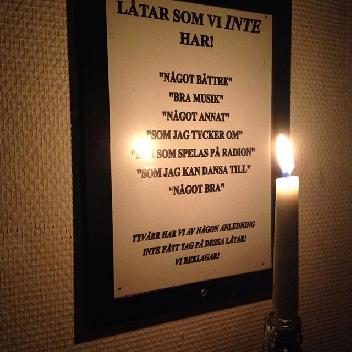 LÅTAR SOM VI INTE
HAR!
"NÅGOT BÄTTRE"
"BRA MUSIK"
"NÅGOT ANNAT"
"SOM JAG TYCKER OM"
SOM SPELAS PÅ RADION"
"SOM JAG KAN DANSA TILL"
"NÅGOT BRA"
TYVÄRR HAR VI AV NÅGON ANLEDNING
INTE FÅTT TAG PÅ DESSA LÅTAR!
VI BEKLAGAR!